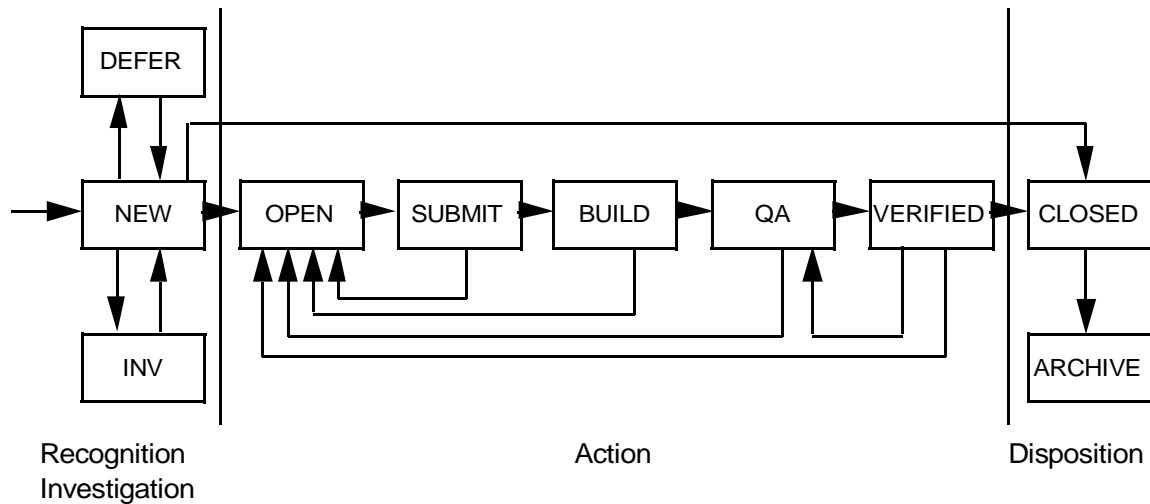 DEFER
NEW
OPEN
SUBMIT
BUILD
QA
VERIFIED
CLOSED
INV
ARCHIVE
Recognition
Investigation
Action
Disposition